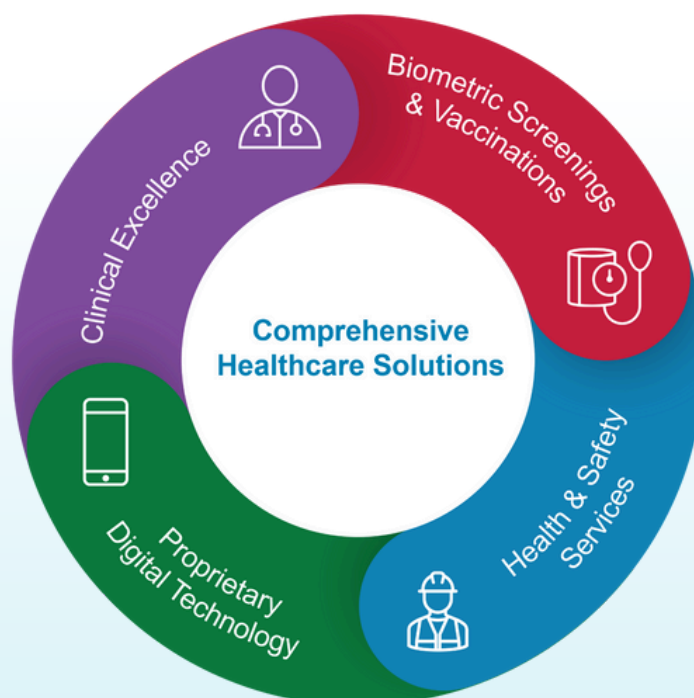 Clinical Excellence
Biometric Screenings
& Vaccinations
Comprehensive
Healthcare Solutions
Health & Safety
Services
Proprietary
Digital Technology